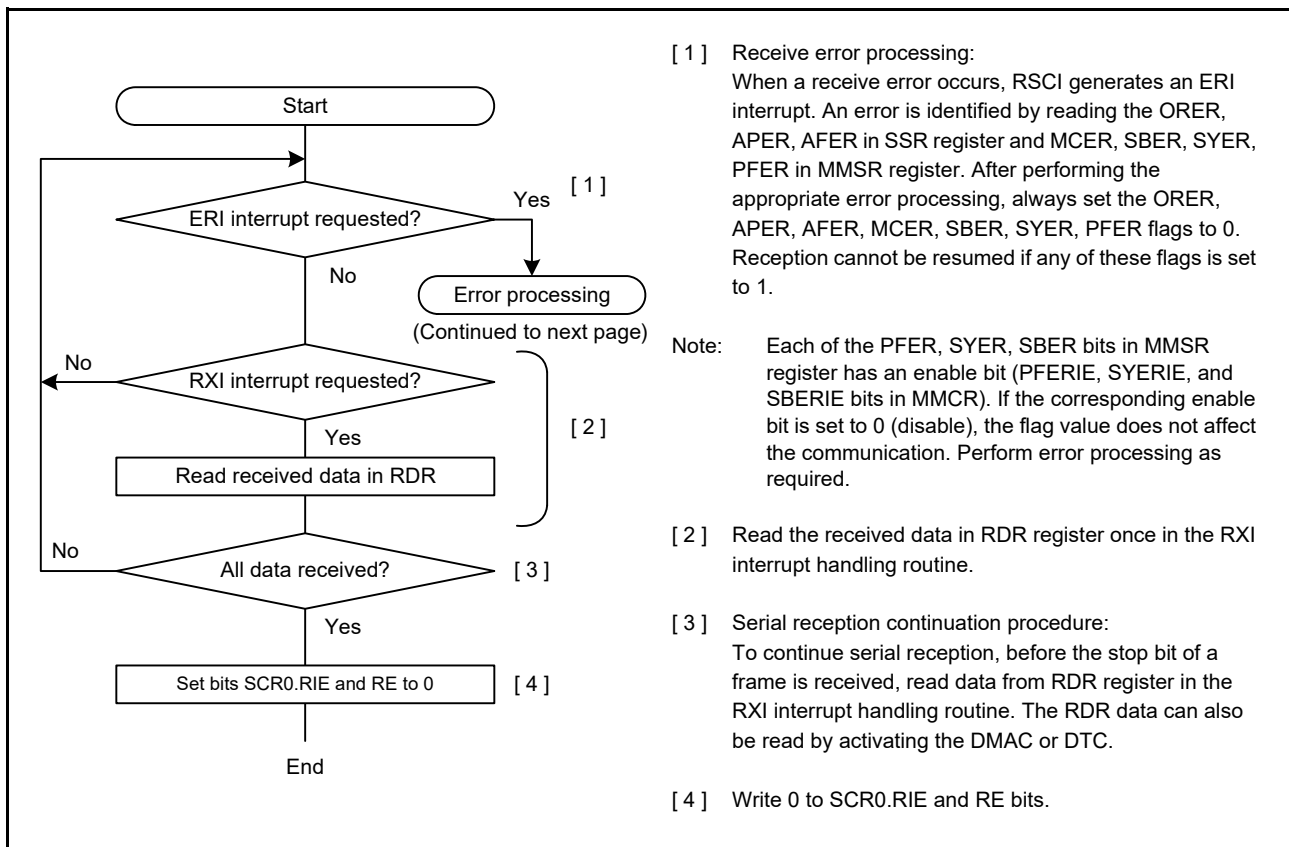 Start
ERI interrupt requested?
Yes
[ 1 ]
No
Error processing
(Continued to next page)
No
RXI interrupt requested?
[ 2 ]
Yes
Read received data in RDR
No
All data received?
[ 3 ]
Yes
Set bits SCR0.RIE and RE to 0
[ 4 ]
End
[ 1 ] Receive error processing:
When a receive error occurs, RSCI generates an ERI
interrupt. An error is identified by reading the ORER,
APER, AFER in SSR register and MCER, SBER, SYER,
PFER in MMSR register. After performing the
appropriate error processing, always set the ORER,
APER, AFER, MCER, SBER, SYER, PFER flags to 0.
Reception cannot be resumed if any of these flags is set
to 1.
Note: Each of the PFER, SYER, SBER bits in MMSR
register has an enable bit (PFERIE, SYERIE, and
SBERIE bits in MMCR). If the corresponding enable
bit is set to 0 (disable), the flag value does not affect
the communication. Perform error processing as
required.
[ 2 ] Read the received data in RDR register once in the RXI
interrupt handling routine.
[ 3 ] Serial reception continuation procedure:
To continue serial reception, before the stop bit of a
frame is received, read data from RDR register in the
RXI interrupt handling routine. The RDR data can also
be read by activating the DMAC or DTC.
[ 4 ] Write 0 to SCR0.RIE and RE bits.